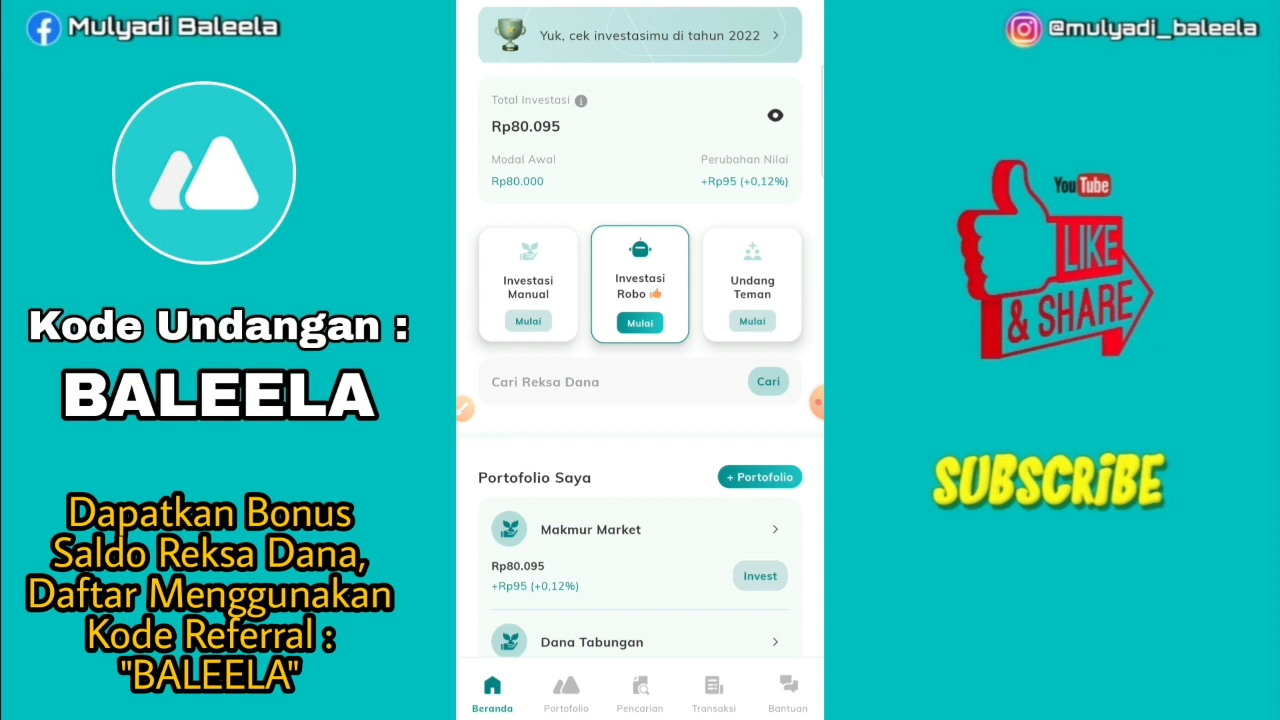 Mulyadi Baleela
Kode Undangan :
BALEELA
Dapatkan Bonus
Saldo Reksa Dana,
Daftar Menggunakan
Kode Referral :
"BALEELA"
Yuk, cek investasimu di tahun 2022
Total Investasi
Rp80.095
Modal Awal
Perubahan Nilai
Rp80.000
+Rp95 (+0,12%)
Investasi
Manual
Mulai
Investasi
Robo
Mulai
Undang
Teman
Mulai
Cari Reksa Dana
Cari
Portofolio Saya
+ Portofolio
Makmur Market
Rp80.095
+Rp95 (+0,12%)
Invest
Dana Tabungan
Beranda
Portofolio
Pencarian
Transaksi
Bantuan
@mulyadi_baleela
YouTube
LIKE
& SHARE
SUBSCRiBE